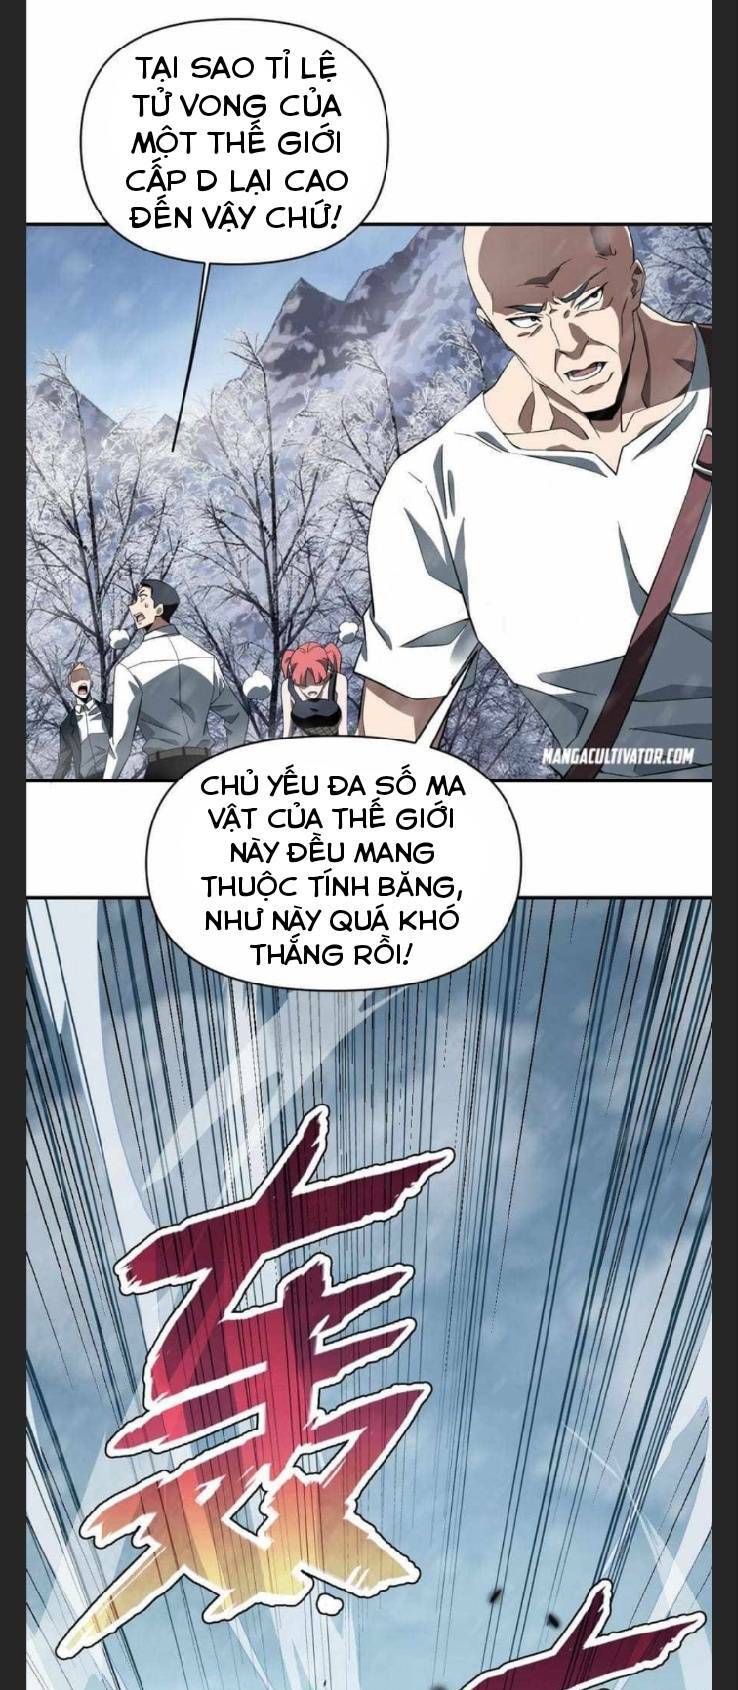 TẠI SAO TỈ LỆ
TỬ VONG CỦA
MỘT THẾ GIỚI
CẤP D LẠI CAO
ĐẾN VẬY CHỨ!
MANGACULTIVATOR.COM
CHỦ YẾU ĐA SỐ MA
VẬT CỦA THẾ GIỚI
NÀY ĐỀU MANG
THUỘC TÍNH BĂNG,
NHƯ NÀY QUÁ KHÓ
THẮNG RỒI!
轰